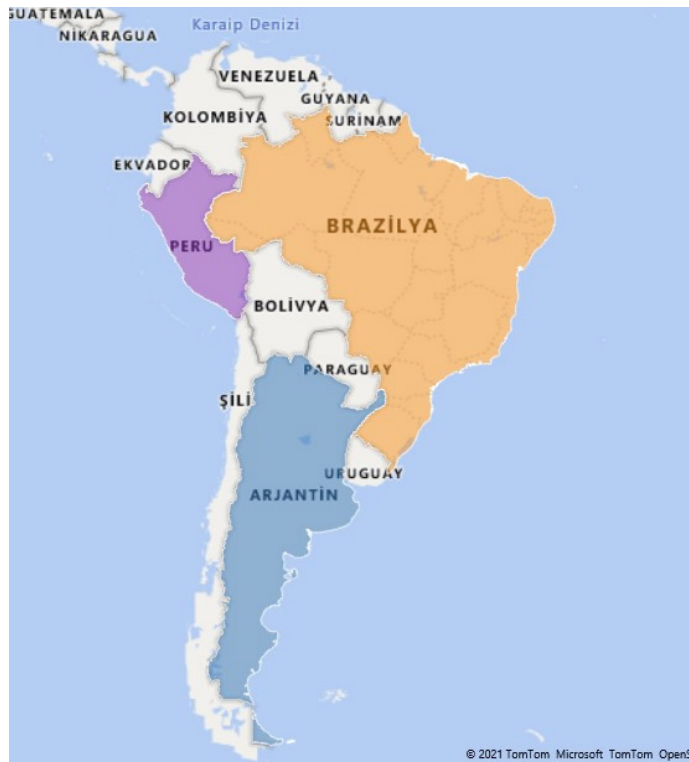 GUATEMALA
Karaip Denizi
NİKARAGUA
VENEZUELA
GUYANA
KOLOMBİYA
SURİNAM
EKVADOR
BRAZİLYA
PERU
BOLİVYA
PARAGUAY
ŞİLİ
URUGUAY
ARJANTİN
© 2021 TomTom Microsoft TomTom OpenS